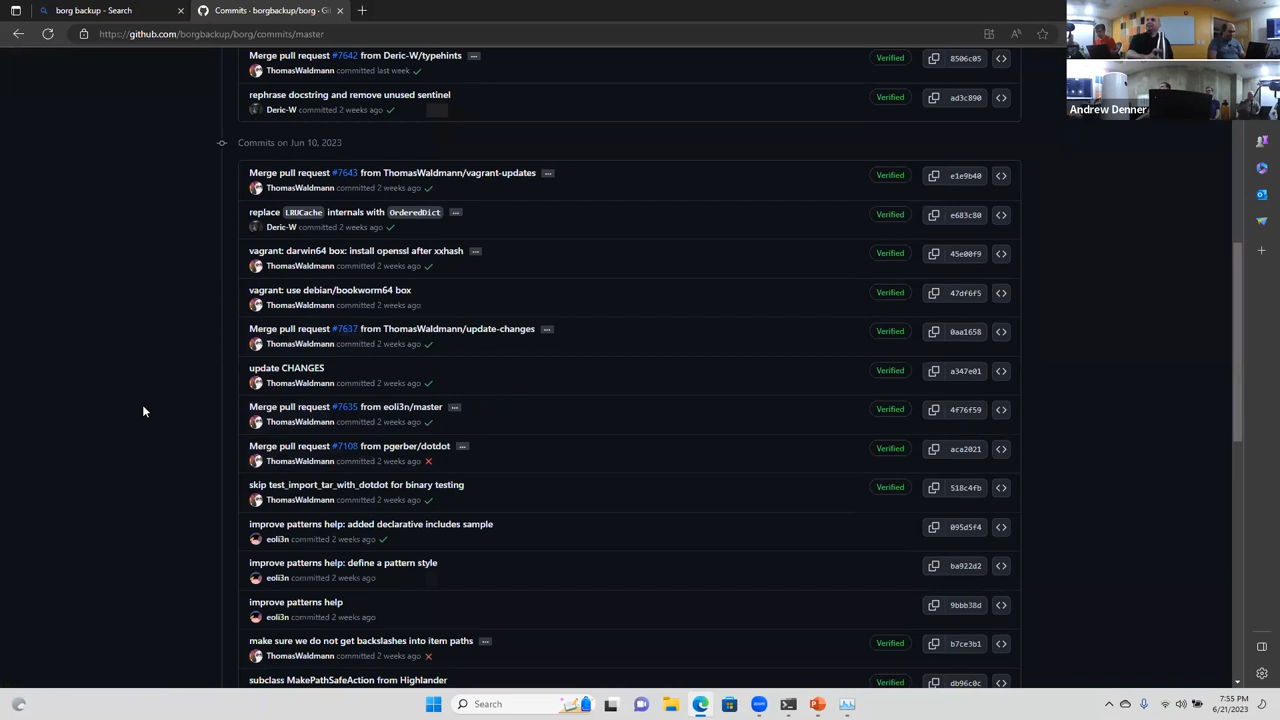 borg backup - Search
Commits · borgbackup/borg · Git
https://github.com/borgbackup/borg/commits/master
Andrew Denner
Merge pull request #7642 from Deric-W/typehints
ThomasWaldmann committed last week
Verified
8506c05
rephrase docstring and remove unused sentinel
Deric-W committed 2 weeks ago
Verified
ad3c890
Commits on Jun 10, 2023
Merge pull request #7643 from ThomasWaldmann/vagrant-updates
ThomasWaldmann committed 2 weeks ago
Verified
e1e9b40
replace LRUCache internals with OrderedDict
Deric-W committed 2 weeks ago
Verified
e683c80
vagrant: darwin64 box: install openssl after xxhash
ThomasWaldmann committed 2 weeks ago
Verified
45e00f9
vagrant: use debian/bookworm64 box
ThomasWaldmann committed 2 weeks ago
Verified
47df6f5
Merge pull request #7637 from ThomasWaldmann/update-changes
ThomasWaldmann committed 2 weeks ago
Verified
0aa1658
update CHANGES
ThomasWaldmann committed 2 weeks ago
Verified
a347e01
Merge pull request #7635 from eoli3n/master
ThomasWaldmann committed 2 weeks ago
Verified
4f76f59
Merge pull request #7108 from pgerber/dotdot
ThomasWaldmann committed 2 weeks ago
Verified
aca2021
skip test_import_tar_with_dotdot for binary testing
ThomasWaldmann committed 2 weeks ago
Verified
518c4fb
improve patterns help: added declarative includes sample
eoli3n committed 2 weeks ago
095d5f4
improve patterns help: define a pattern style
eoli3n committed 2 weeks ago
ba922d2
improve patterns help
eoli3n committed 2 weeks ago
9bbb38d
make sure we do not get backslashes into item paths
ThomasWaldmann committed 2 weeks ago
Verified
b7ce3b1
subclass MakePathSafeAction from Highlander
Verified
db96c0c
Search
7:55 PM
6/21/2023